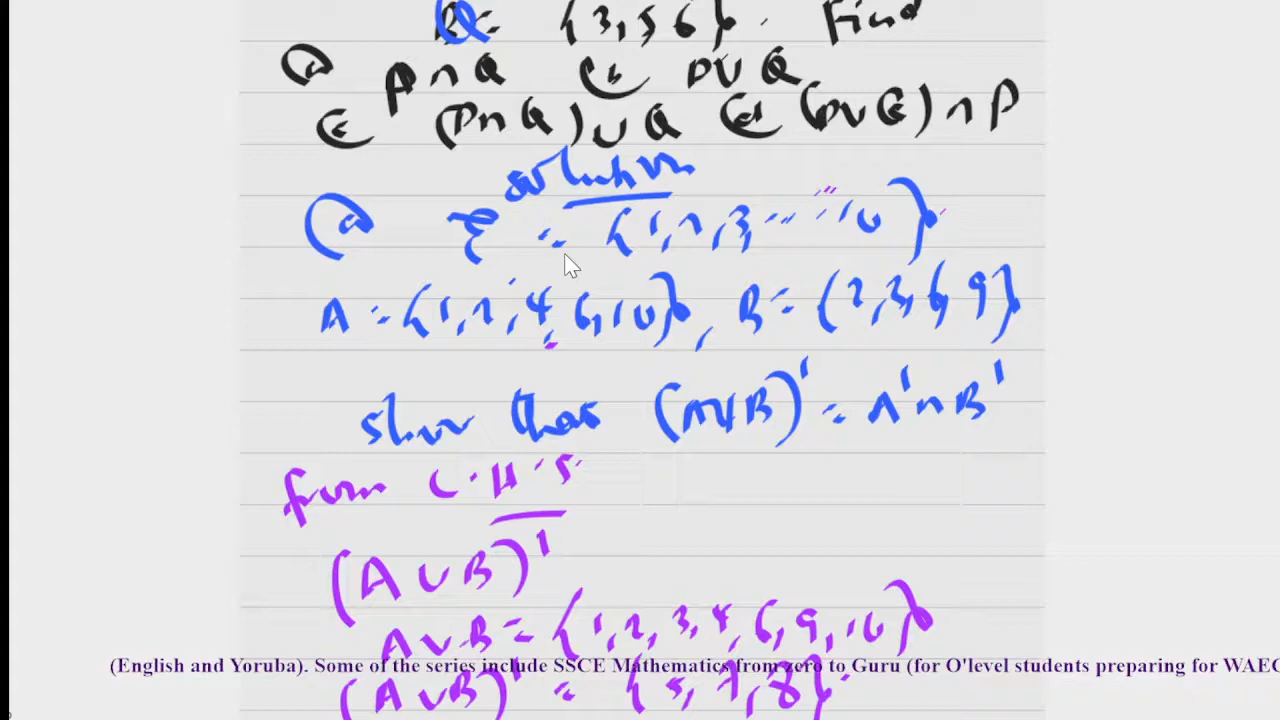 Q = {3, 5 6}. Find
(a) P ∩ Q (b) P ∪ Q
(c) (P ∩ Q) ∪ Q (d) (P ∪ Q) ∩ P
solution
(a) ξ = {1, 2, 3, ... 10}
A = {1, 2, 4, 6, 10}, B = {2, 3, 6, 9}
show that (A ∪ B)' = A' ∩ B'
from L.H.S
(A ∪ B)'
A ∪ B = {1, 2, 3, 4, 6, 9, 10}
(English and Yoruba). Some of the series include SSCE Mathematics from zero to Guru (for O'level students preparing for WAEC
(A ∪ B)' = {5, 7, 8}